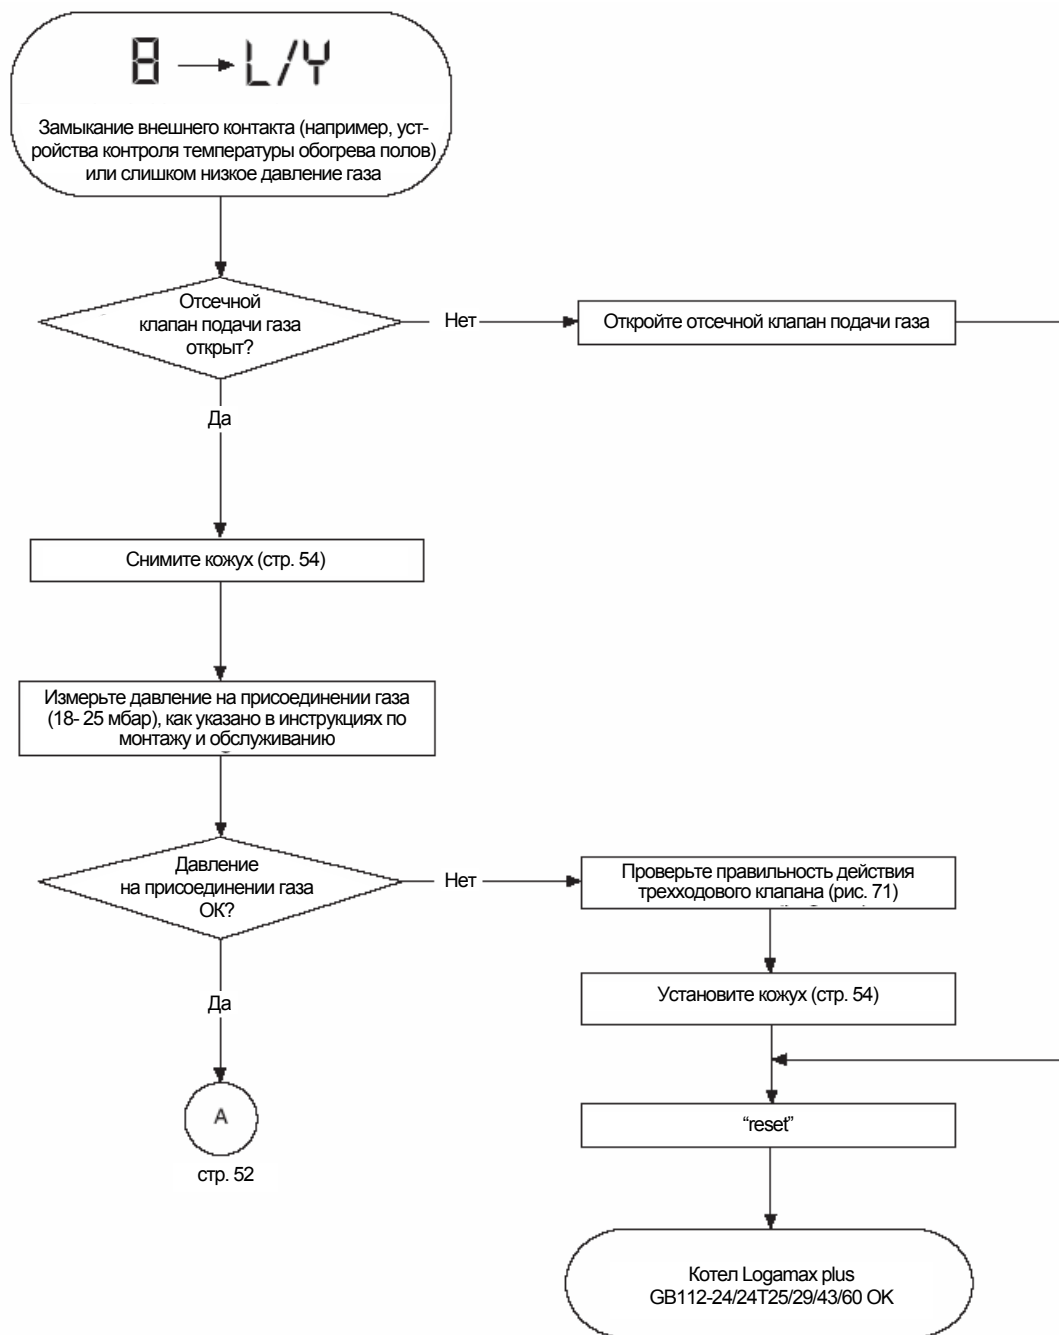 8 → L/Y
Замыкание внешнего контакта (например, уст-
ройства контроля температуры обогрева полов)
или слишком низкое давление газа
Отсечной
клапан подачи газа
открыт?
Нет
Откройте отсечной клапан подачи газа
Да
Снимите кожух (стр. 54)
Измерьте давление на присоединении газа
(18- 25 мбар), как указано в инструкциях по
монтажу и обслуживанию
Давление
на присоединении газа
ОК?
Нет
Проверьте правильность действия
трехходового клапана (рис. 71)
Да
Установите кожух (стр. 54)
A
стр. 52
“reset”
Котел Logamax plus
GB112-24/24T25/29/43/60 OK